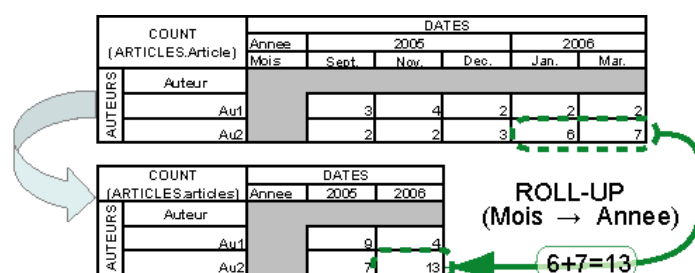 COUNT
(ARTICLES.Article)
DATES
Annee 2005 2006
Mois Sept. Nov. Dec. Jan. Mar.
AUTEURS
Auteur
Au1 3 4 2 2 2
Au2 2 2 3 6 7
COUNT
(ARTICLES.articles)
DATES
Annee 2005 2006
AUTEURS
Auteur
Au1 9 4
Au2 7 13
ROLL-UP
(Mois → Annee)
6+7=13